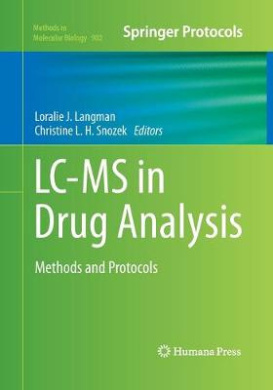 Methods in
Molecular Biology 902
Springer Protocols
Loralie J. Langman
Christine L. H. Snozek Editors
LC-MS in
Drug Analysis
Methods and Protocols
Humana Press